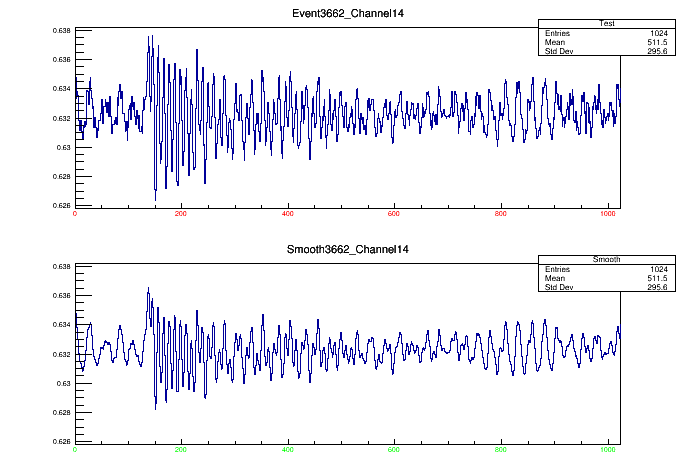 Event3662_Channel14
Test
Entries 1024
Mean 511.5
Std Dev 295.6
0.638
0.636
0.634
0.632
0.63
0.628
0.626
0 200 400 600 800 1000
Smooth3662_Channel14
Smooth
Entries 1024
Mean 511.5
Std Dev 295.6
0.638
0.636
0.634
0.632
0.63
0.628
0.626
0 200 400 600 800 1000